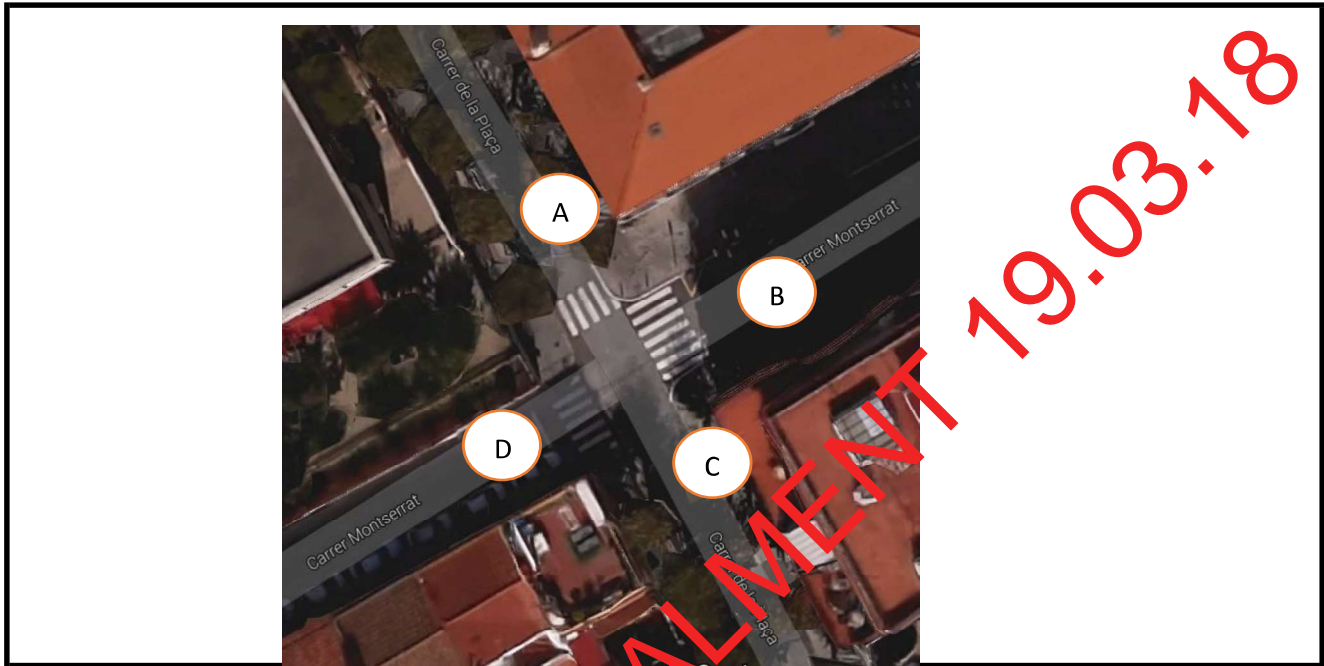 Carrer de la Plaça
A
Carrer Montserrat
B
D
C
Carrer Montserrat
Carrer de la Plaça
ALMENT 19.03.18